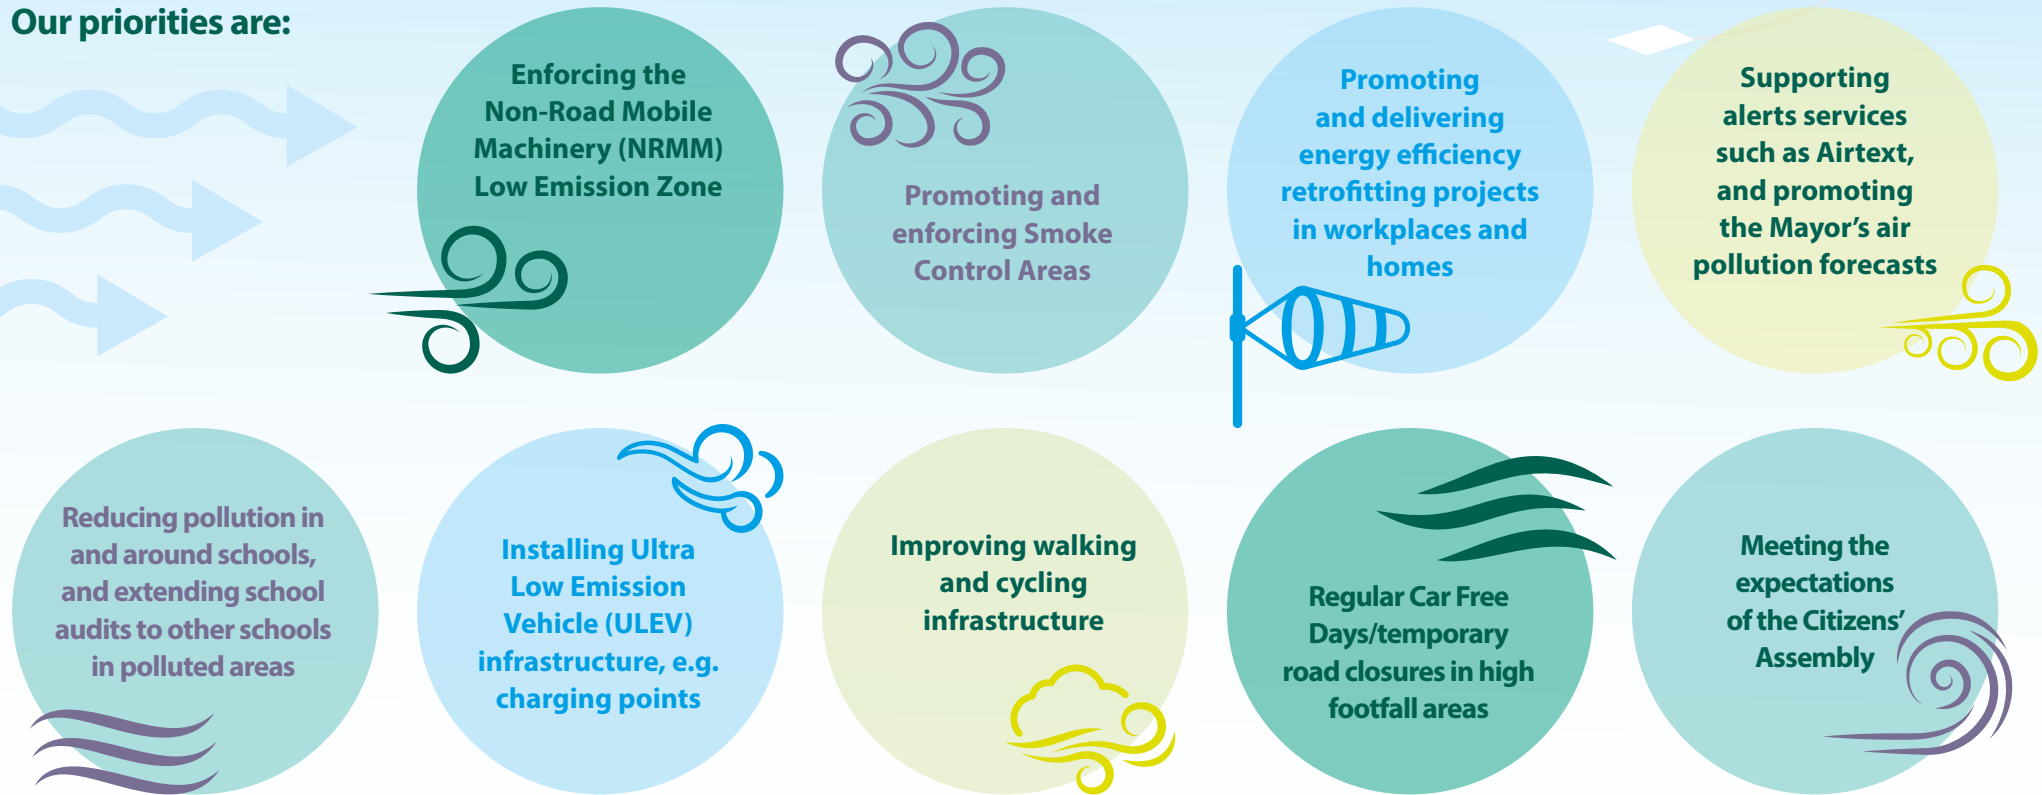 Our priorities are:
Enforcing the
Non-Road Mobile
Machinery (NRMM)
Low Emission Zone
Promoting and
enforcing Smoke
Control Areas
Promoting
and delivering
energy efficiency
retrofitting projects
in workplaces and
homes
Supporting
alerts services
such as Airtext,
and promoting
the Mayor’s air
pollution forecasts
Reducing pollution in
and around schools,
and extending school
audits to other schools
in polluted areas
Installing Ultra
Low Emission
Vehicle (ULEV)
infrastructure, e.g.
charging points
Improving walking
and cycling
infrastructure
Regular Car Free
Days/temporary
road closures in high
footfall areas
Meeting the
expectations
of the Citizens’
Assembly